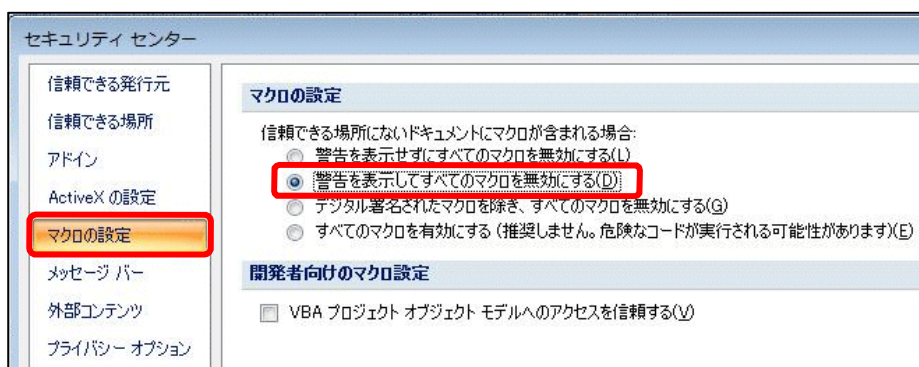 セキュリティ センター
信頼できる発行元
信頼できる場所
アドイン
ActiveX の設定
マクロの設定
メッセージ バー
外部コンテンツ
プライバシー オプション
マクロの設定
信頼できる場所にないドキュメントにマクロが含まれる場合:
警告を表示せずにすべてのマクロを無効にする(L)
警告を表示してすべてのマクロを無効にする(D)
デジタル署名されたマクロを除き、すべてのマクロを無効にする(G)
すべてのマクロを有効にする (推奨しません。危険なコードが実行される可能性があります)(E)
開発者向けのマクロ設定
VBA プロジェクト オブジェクト モデルへのアクセスを信頼する(V)